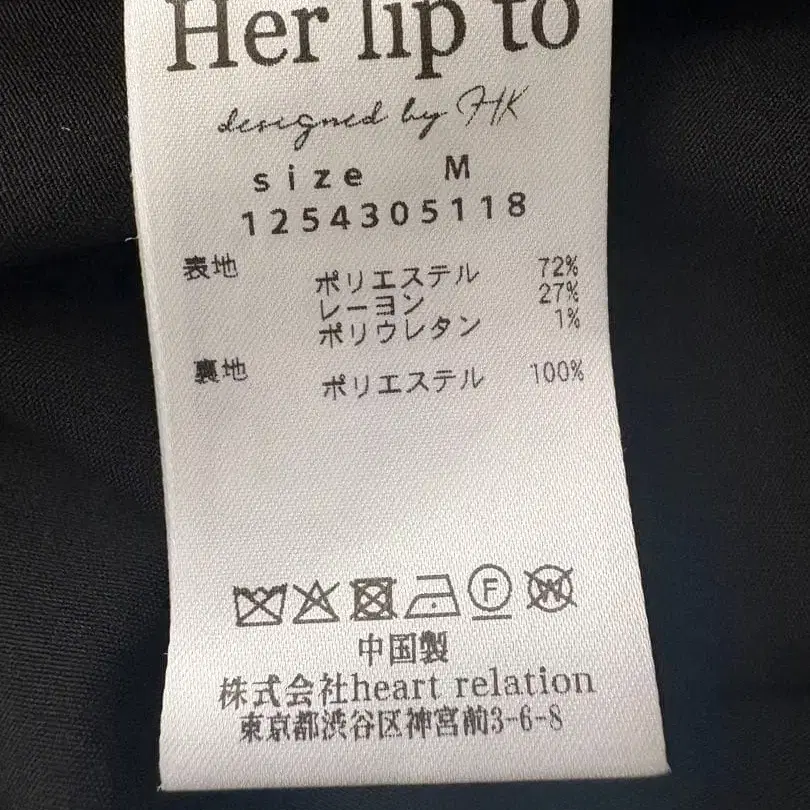 Her lip to
designed by HK
size M
1254305118
表地 ポリエステル 72%
レーヨン 27%
ポリウレタン 1%
裏地 ポリエステル 100%
F W
中国製
株式会社heart relation
東京都渋谷区神宮前3-6-8